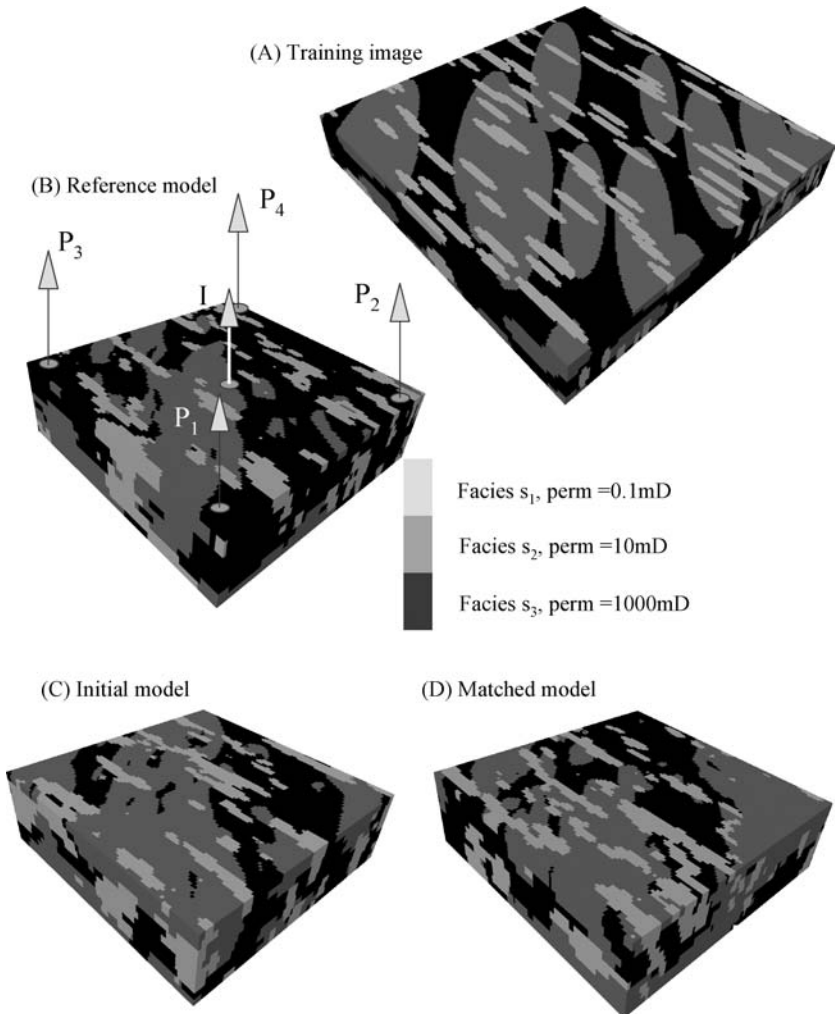 (A) Training image
(B) Reference model
P4
P3
I
P2
P1
Facies s1, perm =0.1mD
Facies s2, perm =10mD
Facies s3, perm =1000mD
(C) Initial model
(D) Matched model